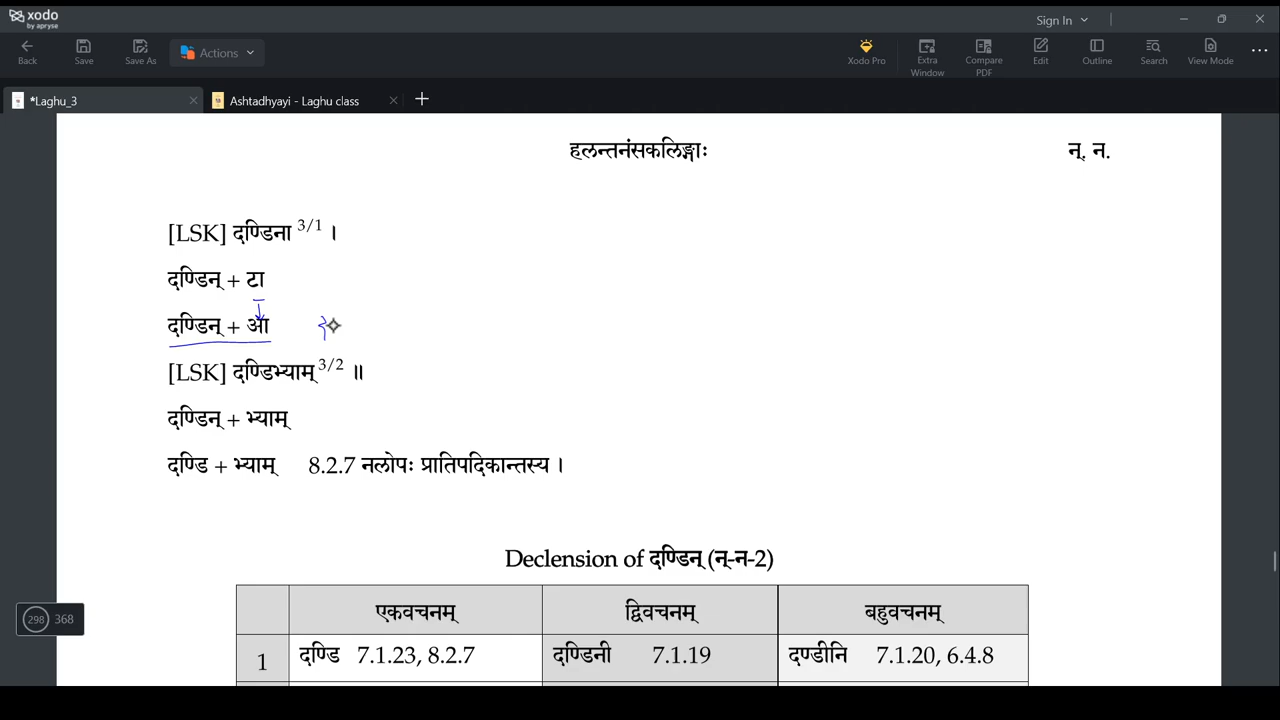 xodo
by apryse
Sign In
Back Save Save As Actions Xodo Pro Extra Window Compare PDF Edit Outline Search View Mode
*Laghu_3 Ashtadhyayi - Laghu class
हलन्तनंसकलिङ्गाः न्. न.
[LSK] दण्डिना 3/1 ।
दण्डिन् + टा
दण्डिन् + आ
[LSK] दण्डिभ्याम् 3/2 ॥
दण्डिन् + भ्याम्
दण्डि + भ्याम् 8.2.7 नलोपः प्रातिपदिकान्तस्य ।
Declension of दण्डिन् (न्-न-2)
एकवचनम् द्विवचनम् बहुवचनम्
1 दण्डि 7.1.23, 8.2.7 दण्डिनी 7.1.19 दण्डीनि 7.1.20, 6.4.8
298 368